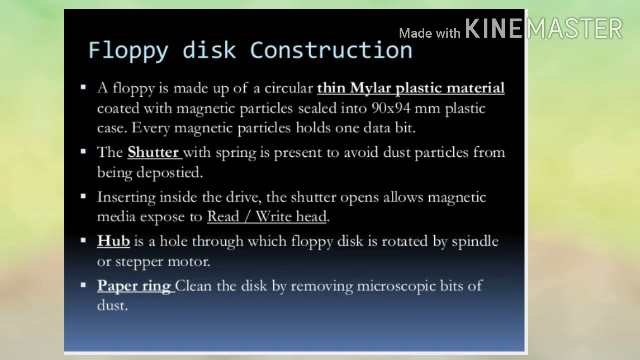 Made with KINEMASTER
Floppy disk Construction
▪ A floppy is made up of a circular thin Mylar plastic material
coated with magnetic particles sealed into 90x94 mm plastic
case. Every magnetic particles holds one data bit.
▪ The Shutter with spring is present to avoid dust particles from
being depostied.
▪ Inserting inside the drive, the shutter opens allows magnetic
media expose to Read / Write head.
▪ Hub is a hole through which floppy disk is rotated by spindle
or stepper motor.
▪ Paper ring Clean the disk by removing microscopic bits of
dust.